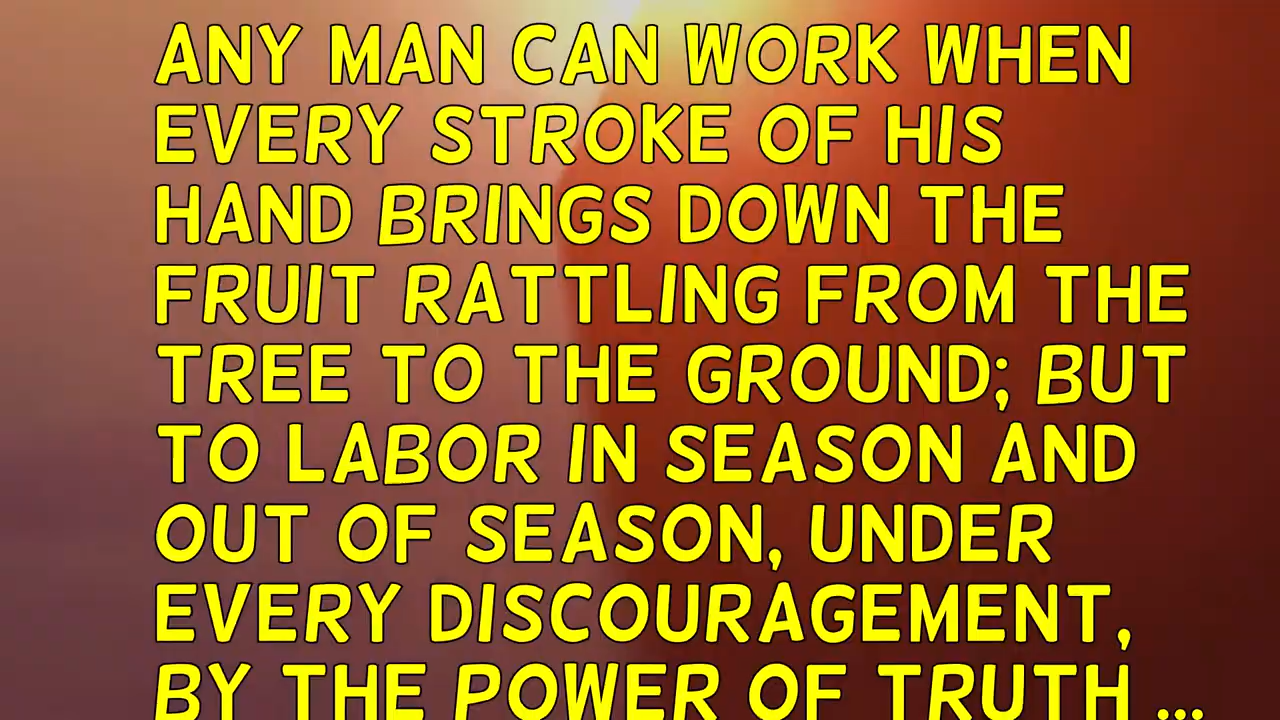 ANY MAN CAN WORK WHEN
EVERY STROKE OF HIS
HAND BRINGS DOWN THE
FRUIT RATTLING FROM THE
TREE TO THE GROUND; BUT
TO LABOR IN SEASON AND
OUT OF SEASON, UNDER
EVERY DISCOURAGEMENT,
BY THE POWER OF TRUTH ...